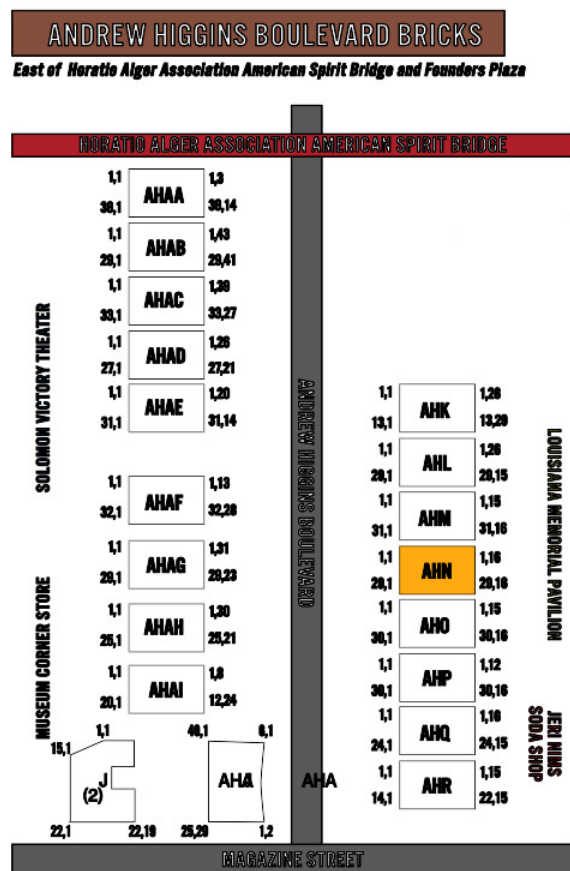 ANDREW HIGGINS BOULEVARD BRICKS
East of Horatio Alger Association American Spirit Bridge and Founders Plaza
HORATIO ALGER ASSOCIATION AMERICAN SPIRIT BRIDGE
SOLOMON VICTORY THEATER
MUSEUM CORNER STORE
1,1 AHAA 1,3
38,1 38,14
1,1 AHAB 1,43
29,1 29,41
1,1 AHAC 1,39
33,1 33,27
1,1 AHAD 1,26
27,1 27,21
1,1 AHAE 1,20
31,1 31,14
1,1 AHAF 1,13
32,1 32,28
1,1 AHAG 1,31
29,1 29,23
1,1 AHAH 1,30
25,1 25,21
1,1 AHAI 1,8
20,1 12,24
1,1
15,1
J
(2)
22,1 22,19
40,1 6,1
25,29 1,2
ANDREW HIGGINS BOULEVARD
AHA
1,1 AHK 1,26
13,1 13,29
1,1 AHL 1,26
29,1 29,15
1,1 AHM 1,15
31,1 31,16
1,1 AHN 1,16
29,1 29,16
1,1 AHO 1,15
30,1 30,16
1,1 AHP 1,12
30,1 30,16
1,1 AHQ 1,16
24,1 24,15
1,1 AHR 1,15
14,1 22,15
LOUISIANA MEMORIAL PAVILION
JERI NIMS
SODA SHOP
MAGAZINE STREET